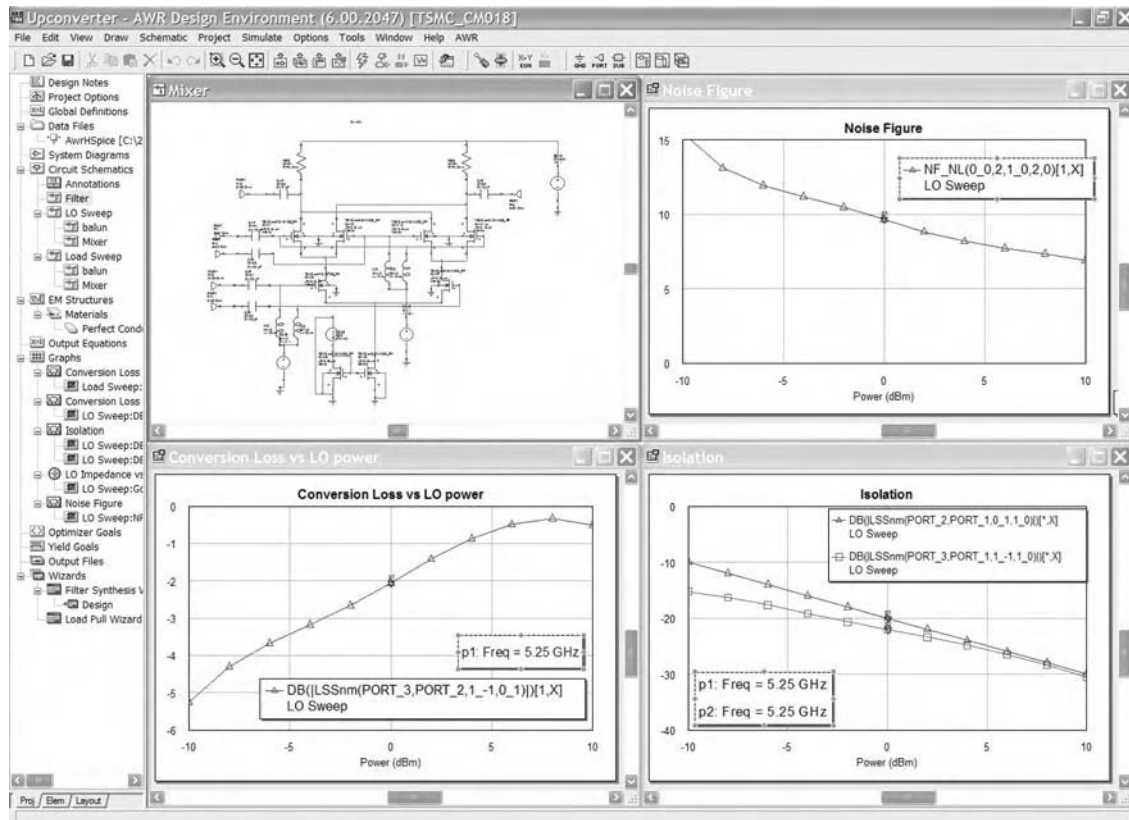 Upconverter - AWR Design Environment (6.00.2047) [TSMC_CM018]
File Edit View Draw Schematic Project Simulate Options Tools Window Help AWR
Design Notes
Project Options
Global Definitions
Data Files
AwrHSpice [C:\2
System Diagrams
Circuit Schematics
Annotations
Filter
LO Sweep
balun
Mixer
Load Sweep
balun
Mixer
EM Structures
Materials
Perfect Cond
Output Equations
Graphs
Conversion Loss
Load Sweep:
Conversion Loss
LO Sweep:DE
Isolation
LO Sweep:DE
LO Sweep:DE
LO Impedance vs
LO Sweep:Gc
Noise Figure
LO Sweep:NF
Optimizer Goals
Yield Goals
Output Files
Wizards
Filter Synthesis V
Design
Load Pull Wizard
Proj Elem Layout
Mixer
Noise Figure
Noise Figure
15
10
5
0
NF_NL(0_0,2,1_0,2,0)[1,X]
LO Sweep
-10 -5 0 5 10
Power (dBm)
Conversion Loss vs LO power
Conversion Loss vs LO power
0
-1
-2
-3
-4
-5
-6
p1: Freq = 5.25 GHz
DB(|LSSnm(PORT_3,PORT_2,1_-1,0_1)|)[1,X]
LO Sweep
-10 -5 0 5 10
Power (dBm)
Isolation
Isolation
0
-10
-20
-30
-40
DB(|LSSnm(PORT_2,PORT_1,0_1,1_0)|)[*,X]
LO Sweep
DB(|LSSnm(PORT_3,PORT_1,1_-1,1_0)|)[*,X]
LO Sweep
p1: Freq = 5.25 GHz
p2: Freq = 5.25 GHz
-10 -5 0 5 10
Power (dBm)